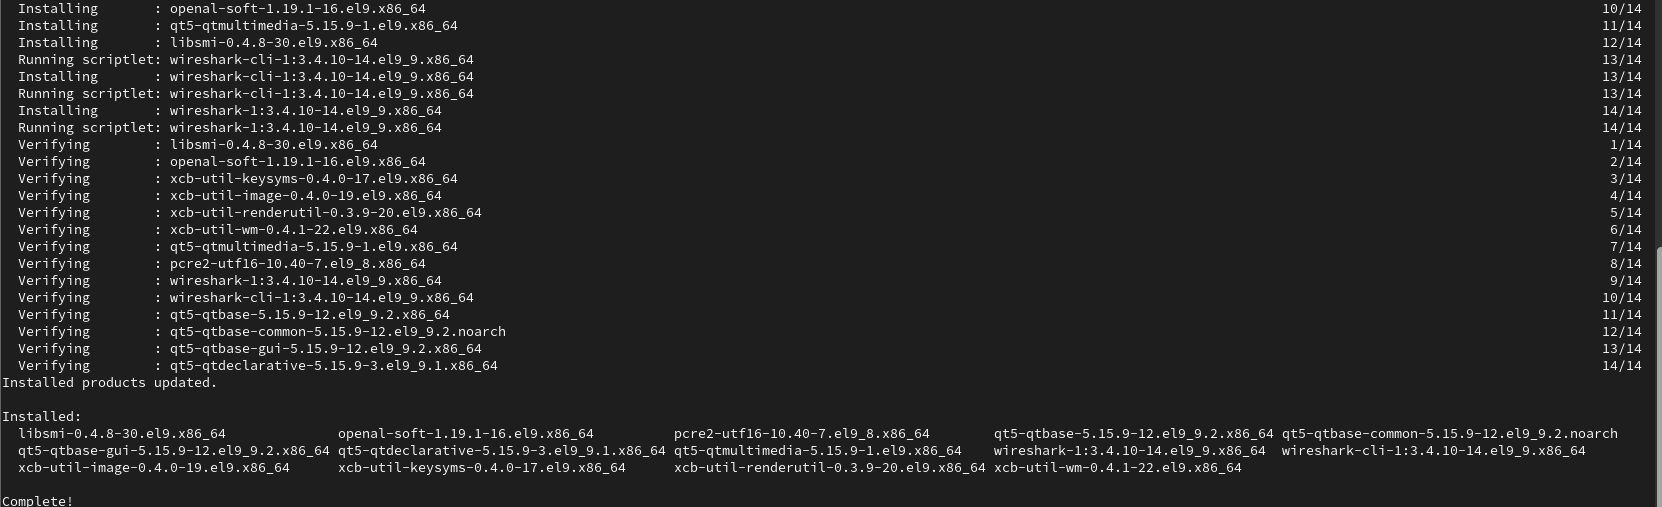 Installing : openal-soft-1.19.1-16.el9.x86_64 10/14
Installing : qt5-qtmultimedia-5.15.9-1.el9.x86_64 11/14
Installing : libsmi-0.4.8-30.el9.x86_64 12/14
Running scriptlet: wireshark-cli-1:3.4.10-14.el9_9.x86_64 13/14
Installing : wireshark-cli-1:3.4.10-14.el9_9.x86_64 13/14
Running scriptlet: wireshark-cli-1:3.4.10-14.el9_9.x86_64 13/14
Installing : wireshark-1:3.4.10-14.el9_9.x86_64 14/14
Running scriptlet: wireshark-1:3.4.10-14.el9_9.x86_64 14/14
Verifying : libsmi-0.4.8-30.el9.x86_64 1/14
Verifying : openal-soft-1.19.1-16.el9.x86_64 2/14
Verifying : xcb-util-keysyms-0.4.0-17.el9.x86_64 3/14
Verifying : xcb-util-image-0.4.0-19.el9.x86_64 4/14
Verifying : xcb-util-renderutil-0.3.9-20.el9.x86_64 5/14
Verifying : xcb-util-wm-0.4.1-22.el9.x86_64 6/14
Verifying : qt5-qtmultimedia-5.15.9-1.el9.x86_64 7/14
Verifying : pcre2-utf16-10.40-7.el9_8.x86_64 8/14
Verifying : wireshark-1:3.4.10-14.el9_9.x86_64 9/14
Verifying : wireshark-cli-1:3.4.10-14.el9_9.x86_64 10/14
Verifying : qt5-qtbase-5.15.9-12.el9_9.2.x86_64 11/14
Verifying : qt5-qtbase-common-5.15.9-12.el9_9.2.noarch 12/14
Verifying : qt5-qtbase-gui-5.15.9-12.el9_9.2.x86_64 13/14
Verifying : qt5-qtdeclarative-5.15.9-3.el9_9.1.x86_64 14/14
Installed products updated.
Installed:
libsmi-0.4.8-30.el9.x86_64 openal-soft-1.19.1-16.el9.x86_64 pcre2-utf16-10.40-7.el9_8.x86_64 qt5-qtbase-5.15.9-12.el9_9.2.x86_64 qt5-qtbase-common-5.15.9-12.el9_9.2.noarch
qt5-qtbase-gui-5.15.9-12.el9_9.2.x86_64 qt5-qtdeclarative-5.15.9-3.el9_9.1.x86_64 qt5-qtmultimedia-5.15.9-1.el9.x86_64 wireshark-1:3.4.10-14.el9_9.x86_64 wireshark-cli-1:3.4.10-14.el9_9.x86_64
xcb-util-image-0.4.0-19.el9.x86_64 xcb-util-keysyms-0.4.0-17.el9.x86_64 xcb-util-renderutil-0.3.9-20.el9.x86_64 xcb-util-wm-0.4.1-22.el9.x86_64
Complete!